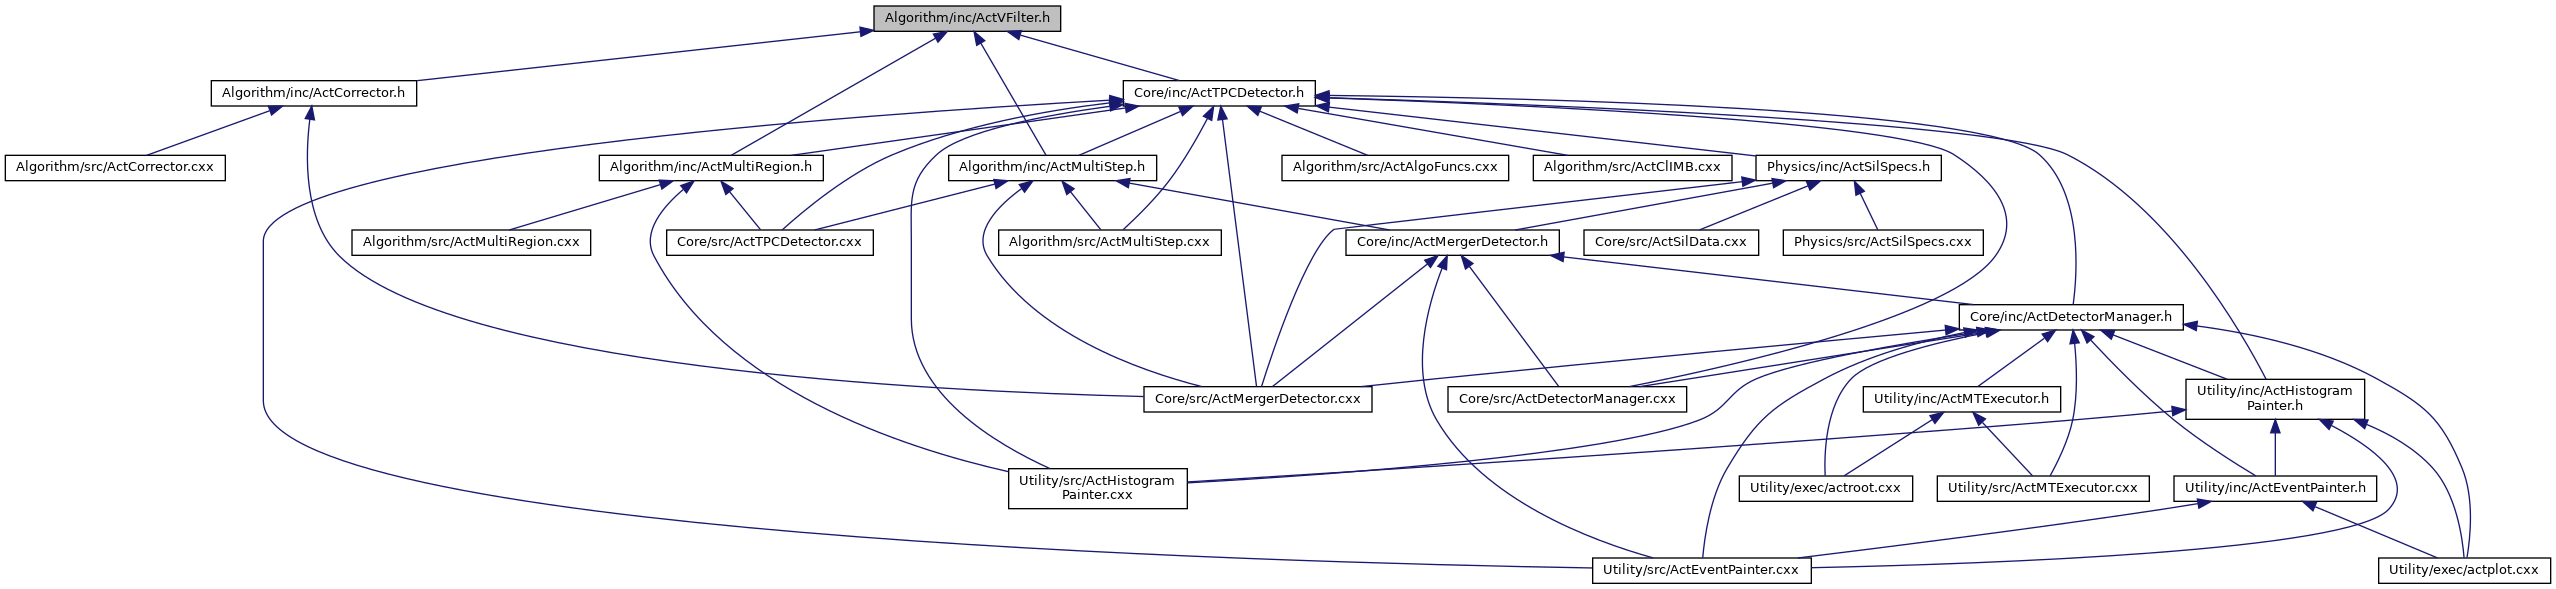 Algorithm/inc/ActVFilter.h
Algorithm/inc/ActCorrector.h
Core/inc/ActTPCDetector.h
Algorithm/src/ActCorrector.cxx
Algorithm/inc/ActMultiRegion.h
Algorithm/inc/ActMultiStep.h
Algorithm/src/ActAlgoFuncs.cxx
Algorithm/src/ActClIMB.cxx
Physics/inc/ActSilSpecs.h
Algorithm/src/ActMultiRegion.cxx
Core/src/ActTPCDetector.cxx
Algorithm/src/ActMultiStep.cxx
Core/inc/ActMergerDetector.h
Core/src/ActSilData.cxx
Physics/src/ActSilSpecs.cxx
Core/inc/ActDetectorManager.h
Core/src/ActMergerDetector.cxx
Core/src/ActDetectorManager.cxx
Utility/inc/ActMTExecutor.h
Utility/inc/ActHistogram
Painter.h
Utility/src/ActHistogram
Painter.cxx
Utility/exec/actroot.cxx
Utility/src/ActMTExecutor.cxx
Utility/inc/ActEventPainter.h
Utility/src/ActEventPainter.cxx
Utility/exec/actplot.cxx